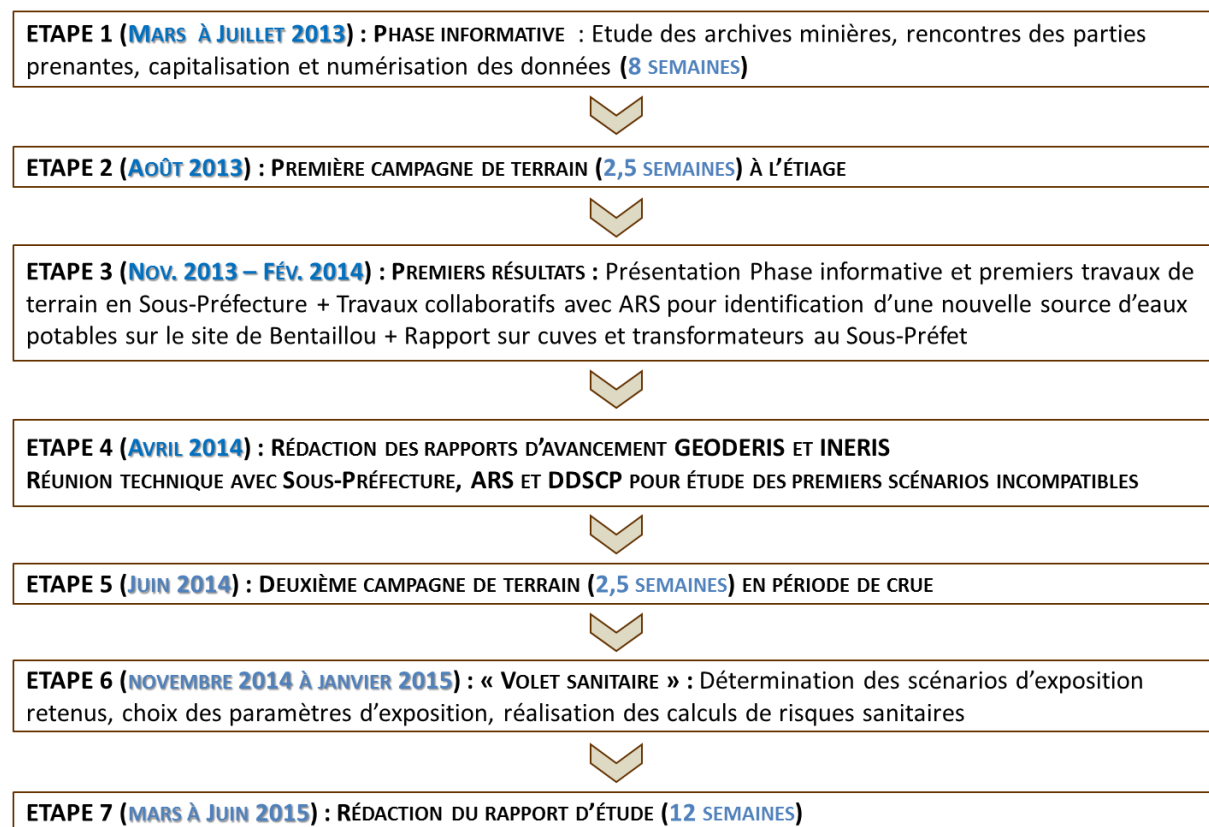 ETAPE 1 (MARS À JUILLET 2013) : PHASE INFORMATIVE : Etude des archives minières, rencontres des parties
prenantes, capitalisation et numérisation des données (8 SEMAINES)
ETAPE 2 (AOÛT 2013) : PREMIÈRE CAMPAGNE DE TERRAIN (2,5 SEMAINES) À L'ÉTIAGE
ETAPE 3 (NOV. 2013 – FÉV. 2014) : PREMIERS RÉSULTATS : Présentation Phase informative et premiers travaux de
terrain en Sous-Préfecture + Travaux collaboratifs avec ARS pour identification d'une nouvelle source d'eaux
potables sur le site de Bentaillou + Rapport sur cuves et transformateurs au Sous-Préfet
ETAPE 4 (AVRIL 2014) : RÉDACTION DES RAPPORTS D'AVANCEMENT GEODERIS ET INERIS
RÉUNION TECHNIQUE AVEC SOUS-PRÉFECTURE, ARS ET DDSCP POUR ÉTUDE DES PREMIERS SCÉNARIOS INCOMPATIBLES
ETAPE 5 (JUIN 2014) : DEUXIÈME CAMPAGNE DE TERRAIN (2,5 SEMAINES) EN PÉRIODE DE CRUE
ETAPE 6 (NOVEMBRE 2014 À JANVIER 2015) : « VOLET SANITAIRE » : Détermination des scénarios d'exposition
retenus, choix des paramètres d'exposition, réalisation des calculs de risques sanitaires
ETAPE 7 (MARS À JUIN 2015) : RÉDACTION DU RAPPORT D'ÉTUDE (12 SEMAINES)